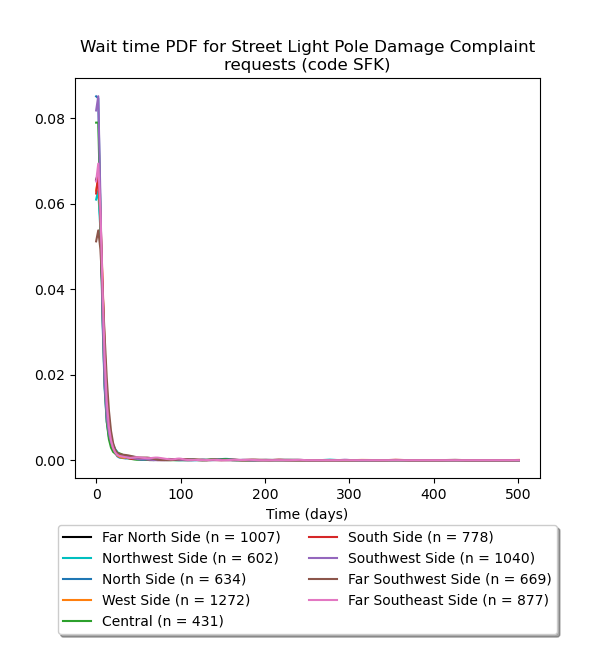 Wait time PDF for Street Light Pole Damage Complaint
requests (code SFK)
0.08
0.06
0.04
0.02
0.00
0 100 200 300 400 500
Time (days)
Far North Side (n = 1007)
Northwest Side (n = 602)
North Side (n = 634)
West Side (n = 1272)
Central (n = 431)
South Side (n = 778)
Southwest Side (n = 1040)
Far Southwest Side (n = 669)
Far Southeast Side (n = 877)